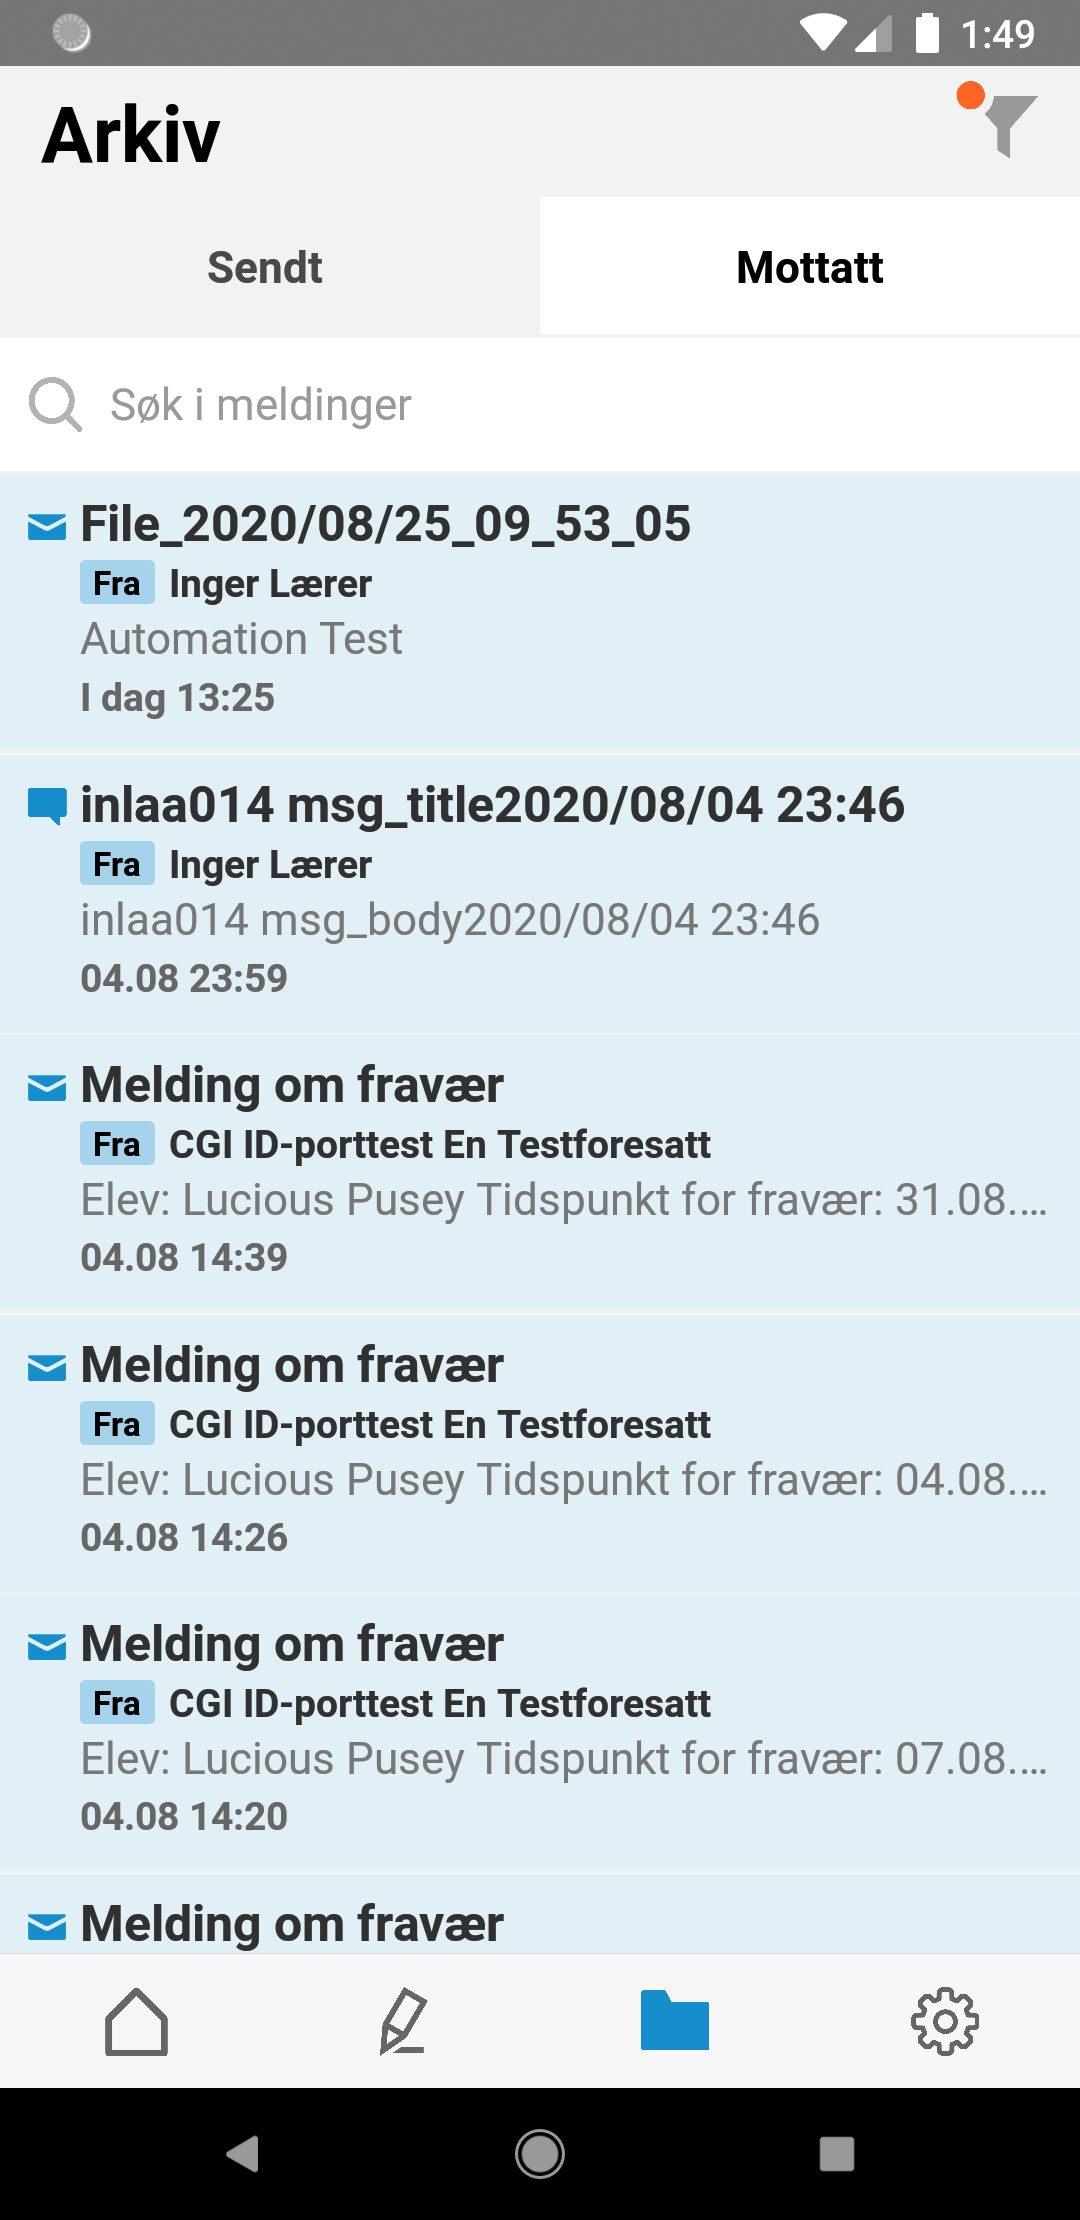 1:49
Arkiv
Sendt
Mottatt
Søk i meldinger
File_2020/08/25_09_53_05
Fra Inger Lærer
Automation Test
I dag 13:25
inlaa014 msg_title2020/08/04 23:46
Fra Inger Lærer
inlaa014 msg_body2020/08/04 23:46
04.08 23:59
Melding om fravær
Fra CGI ID-porttest En Testforesatt
Elev: Lucious Pusey Tidspunkt for fravær: 31.08.…
04.08 14:39
Melding om fravær
Fra CGI ID-porttest En Testforesatt
Elev: Lucious Pusey Tidspunkt for fravær: 04.08.…
04.08 14:26
Melding om fravær
Fra CGI ID-porttest En Testforesatt
Elev: Lucious Pusey Tidspunkt for fravær: 07.08.…
04.08 14:20
Melding om fravær